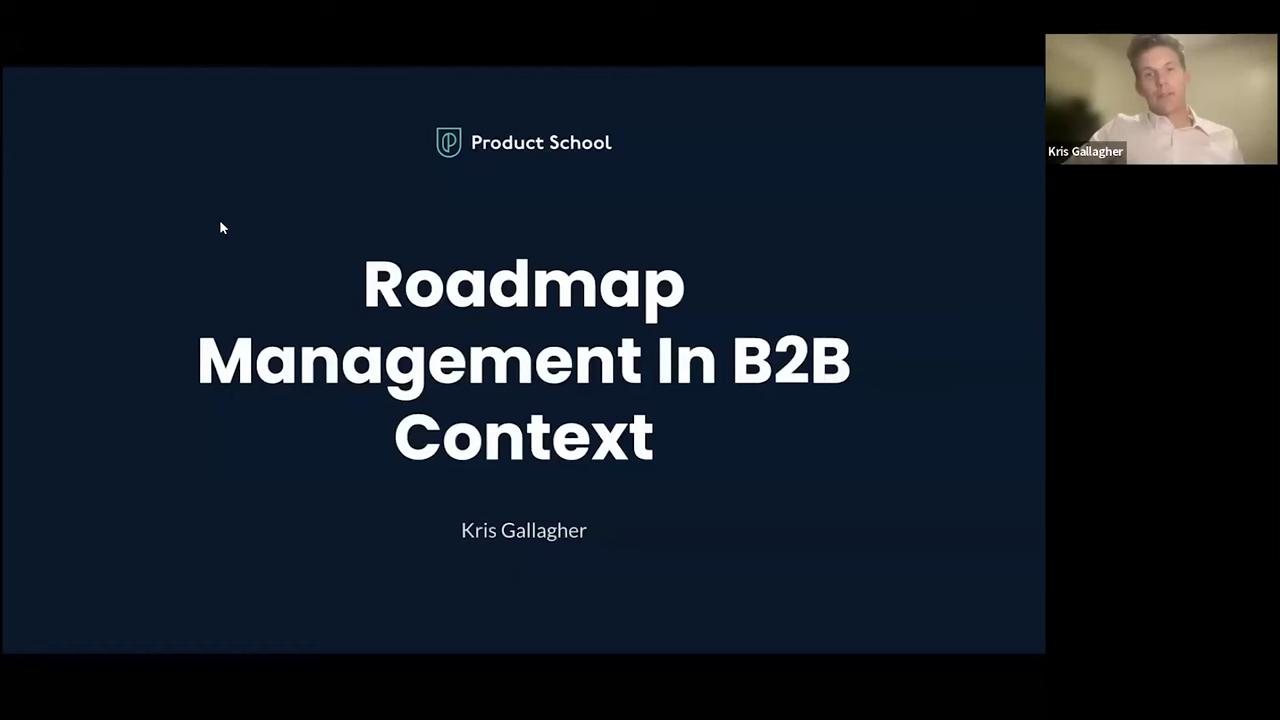 Product School
Roadmap
Management In B2B
Context
Kris Gallagher
Kris Gallagher